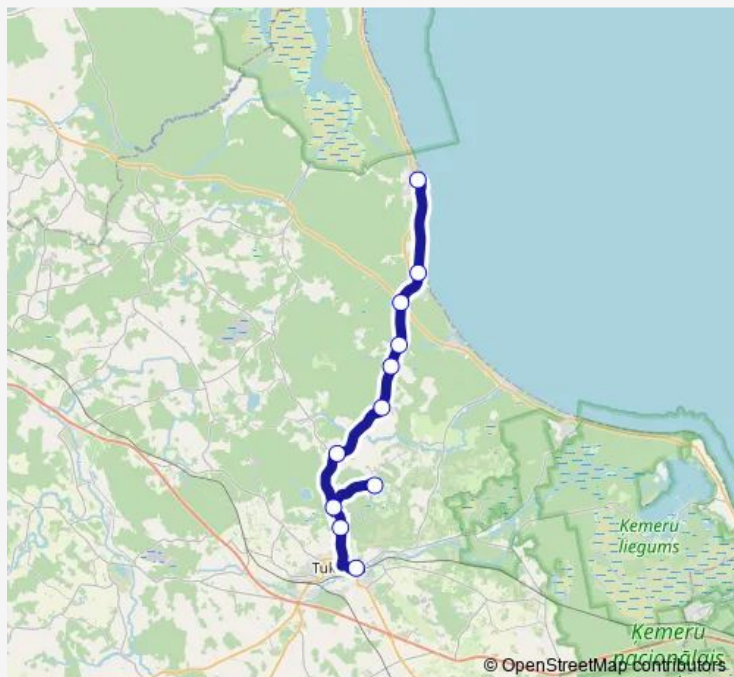 Ķemeru
liegums
Tuk
Ķemeru
nacionālais
© OpenStreetMap contributors